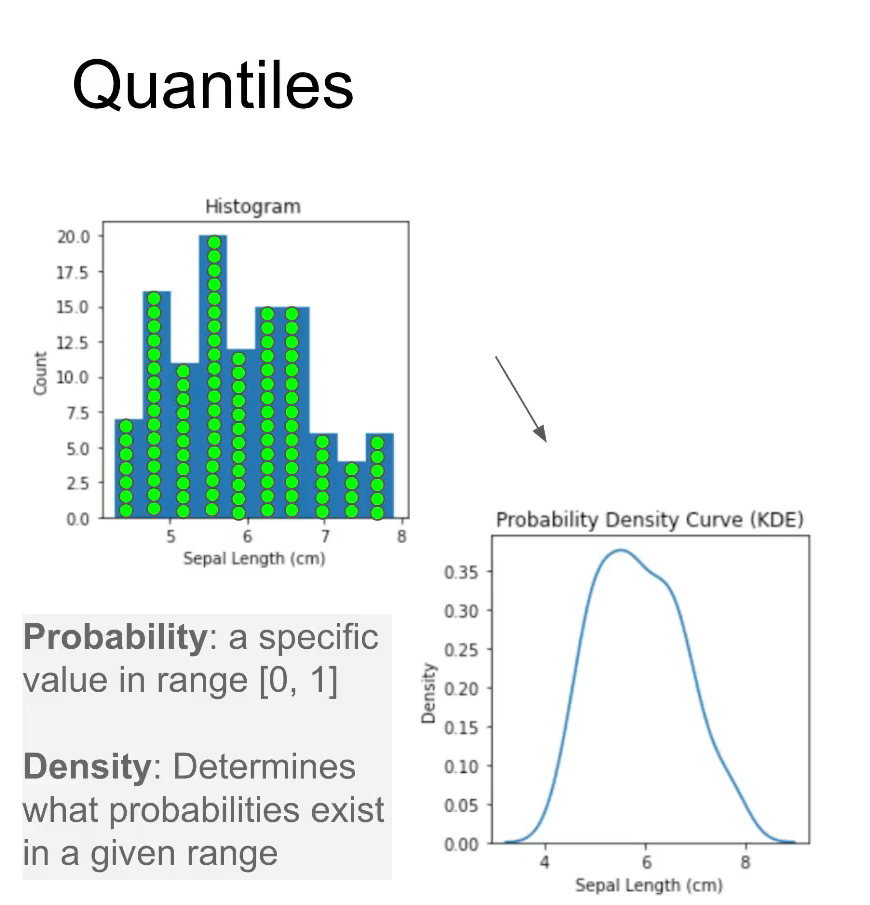 Quantiles
Histogram
20.0
17.5
15.0
12.5
10.0
7.5
5.0
2.5
0.0
Count
5 6 7 8
Sepal Length (cm)
Probability Density Curve (KDE)
0.35
0.30
0.25
0.20
0.15
0.10
0.05
0.00
Density
4 6 8
Sepal Length (cm)
Probability: a specific
value in range [0, 1]
Density: Determines
what probabilities exist
in a given range